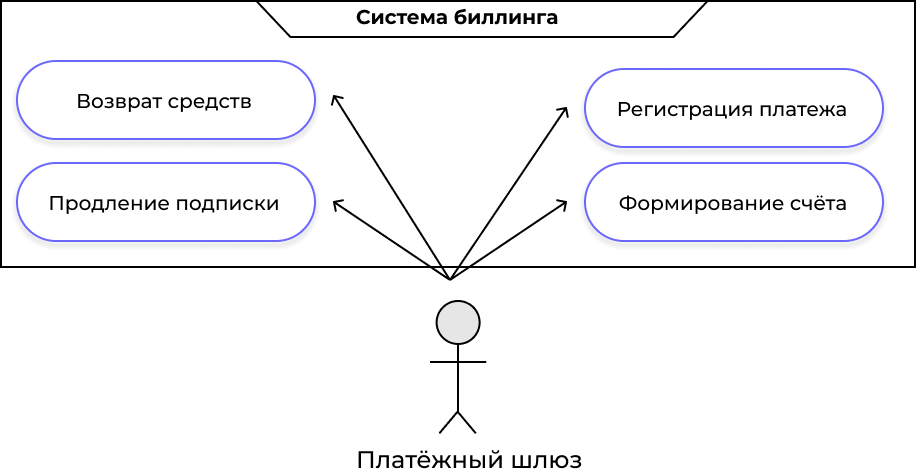 Система биллинга
Возврат средств
Регистрация платежа
Продление подписки
Формирование счёта
Платёжный шлюз